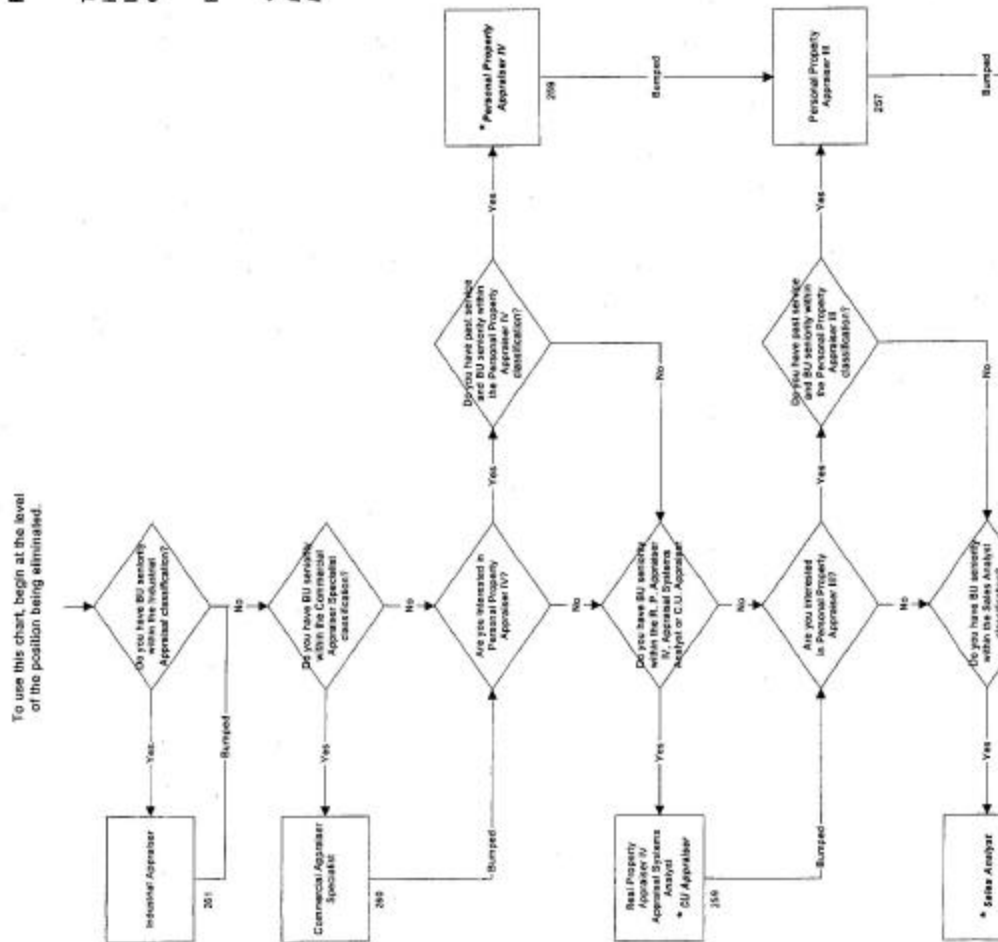 To use this chart, begin at the level
of the position being eliminated.
Do you have BU seniority
within the Industrial
Appraisal classification?
Yes
Industrial Appraiser
261
Bumped
No
Do you have BU seniority
within the Commercial
Appraiser Specialist
classification?
Yes
Commercial Appraiser
Specialist
260
Bumped
No
Are you interested in
Personal Property
Appraiser IV?
Yes
Do you have past service
and BU seniority within
the Personal Property
Appraiser IV
classification?
Yes
* Personal Property
Appraiser IV
Bumped
No
No
Do you have BU seniority
within the R. P. Appraiser
IV, Appraisal Systems
Analyst or C.U. Appraiser
Yes
Real Property
Appraiser IV
Appraisal Systems
Analyst
* CU Appraiser
259
Bumped
No
Are you interested
in Personal Property
Appraiser III?
Yes
Do you have past service
and BU seniority within
the Personal Property
Appraiser III
classification?
Yes
Personal Property
Appraiser III
257
Bumped
No
No
Do you have BU seniority
within the Sales Analyst
Yes
* Sales Analyst